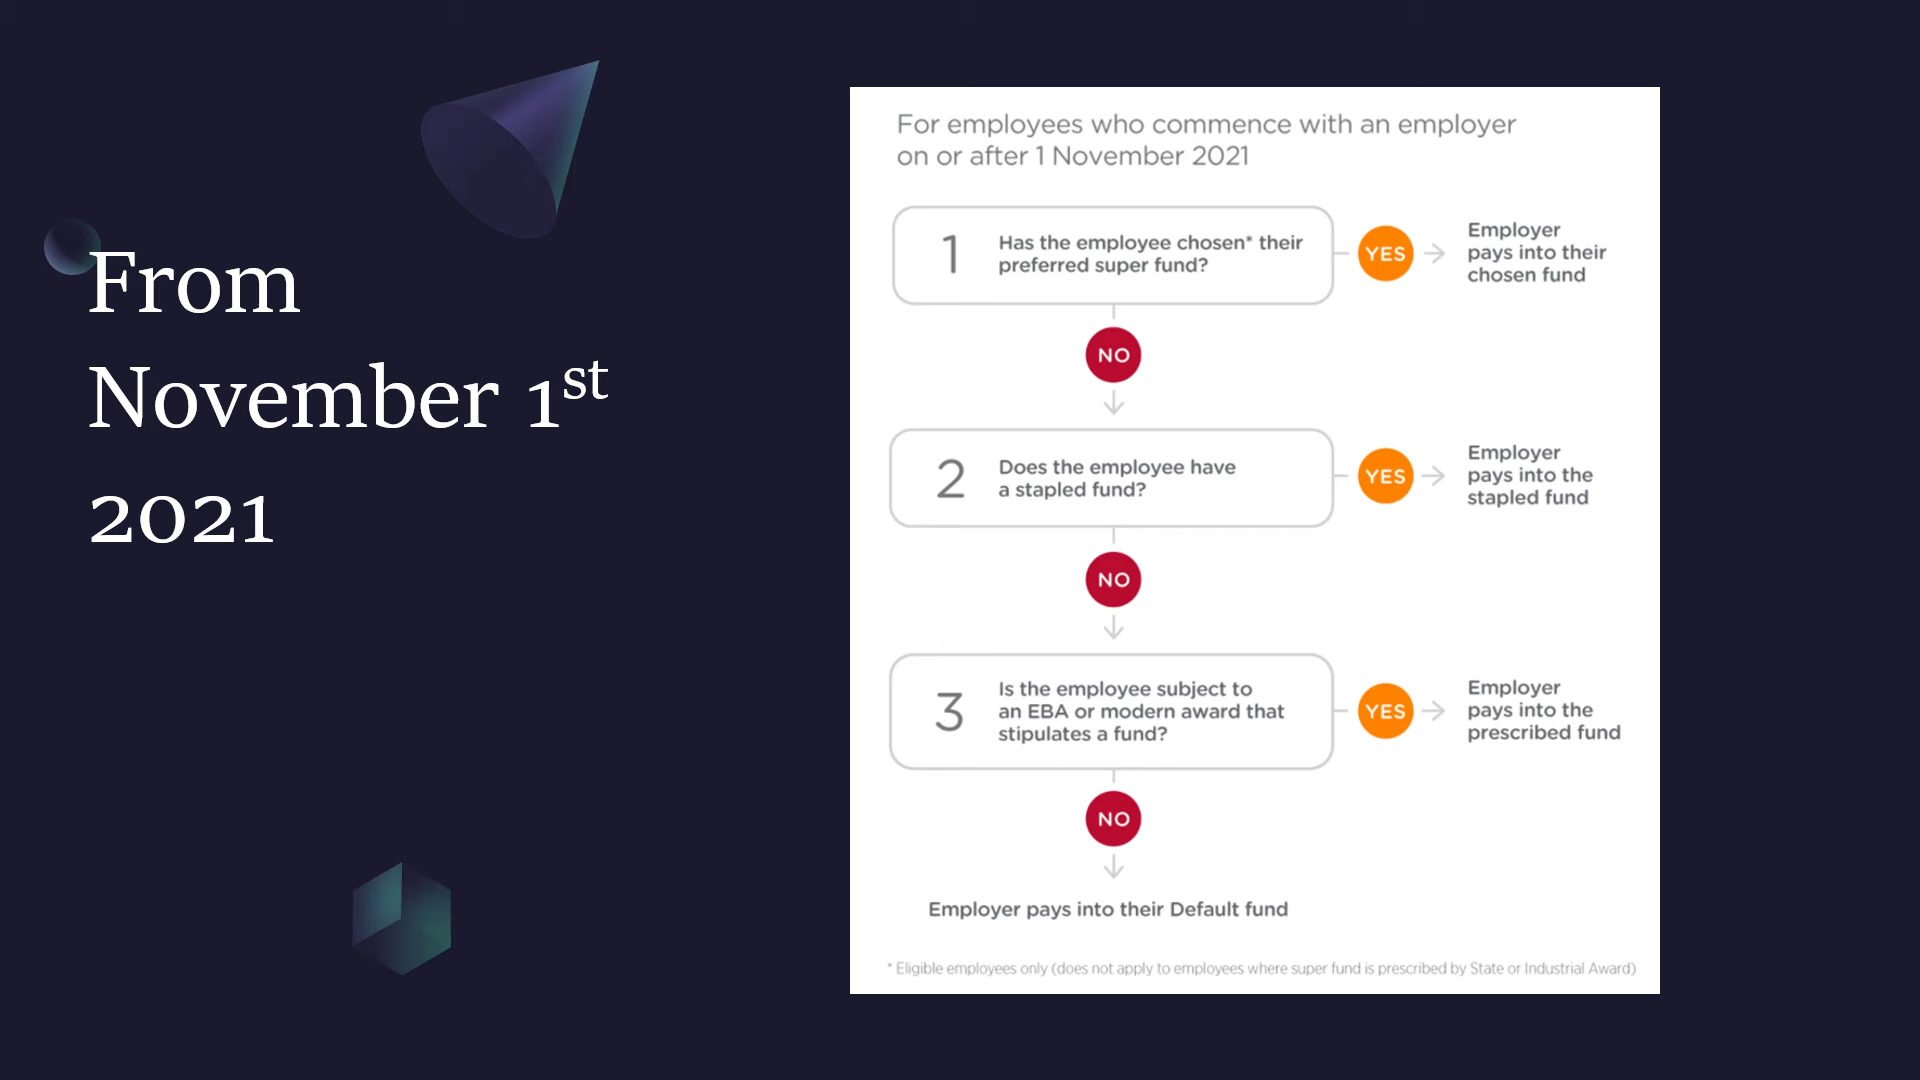 From
November 1st
2021
For employees who commence with an employer
on or after 1 November 2021
1
Has the employee chosen* their
preferred super fund?
YES
Employer
pays into their
chosen fund
NO
2
Does the employee have
a stapled fund?
YES
Employer
pays into the
stapled fund
NO
3
Is the employee subject to
an EBA or modern award that
stipulates a fund?
YES
Employer
pays into the
prescribed fund
NO
Employer pays into their Default fund
* Eligible employees only (does not apply to employees where super fund is prescribed by State or Industrial Award)